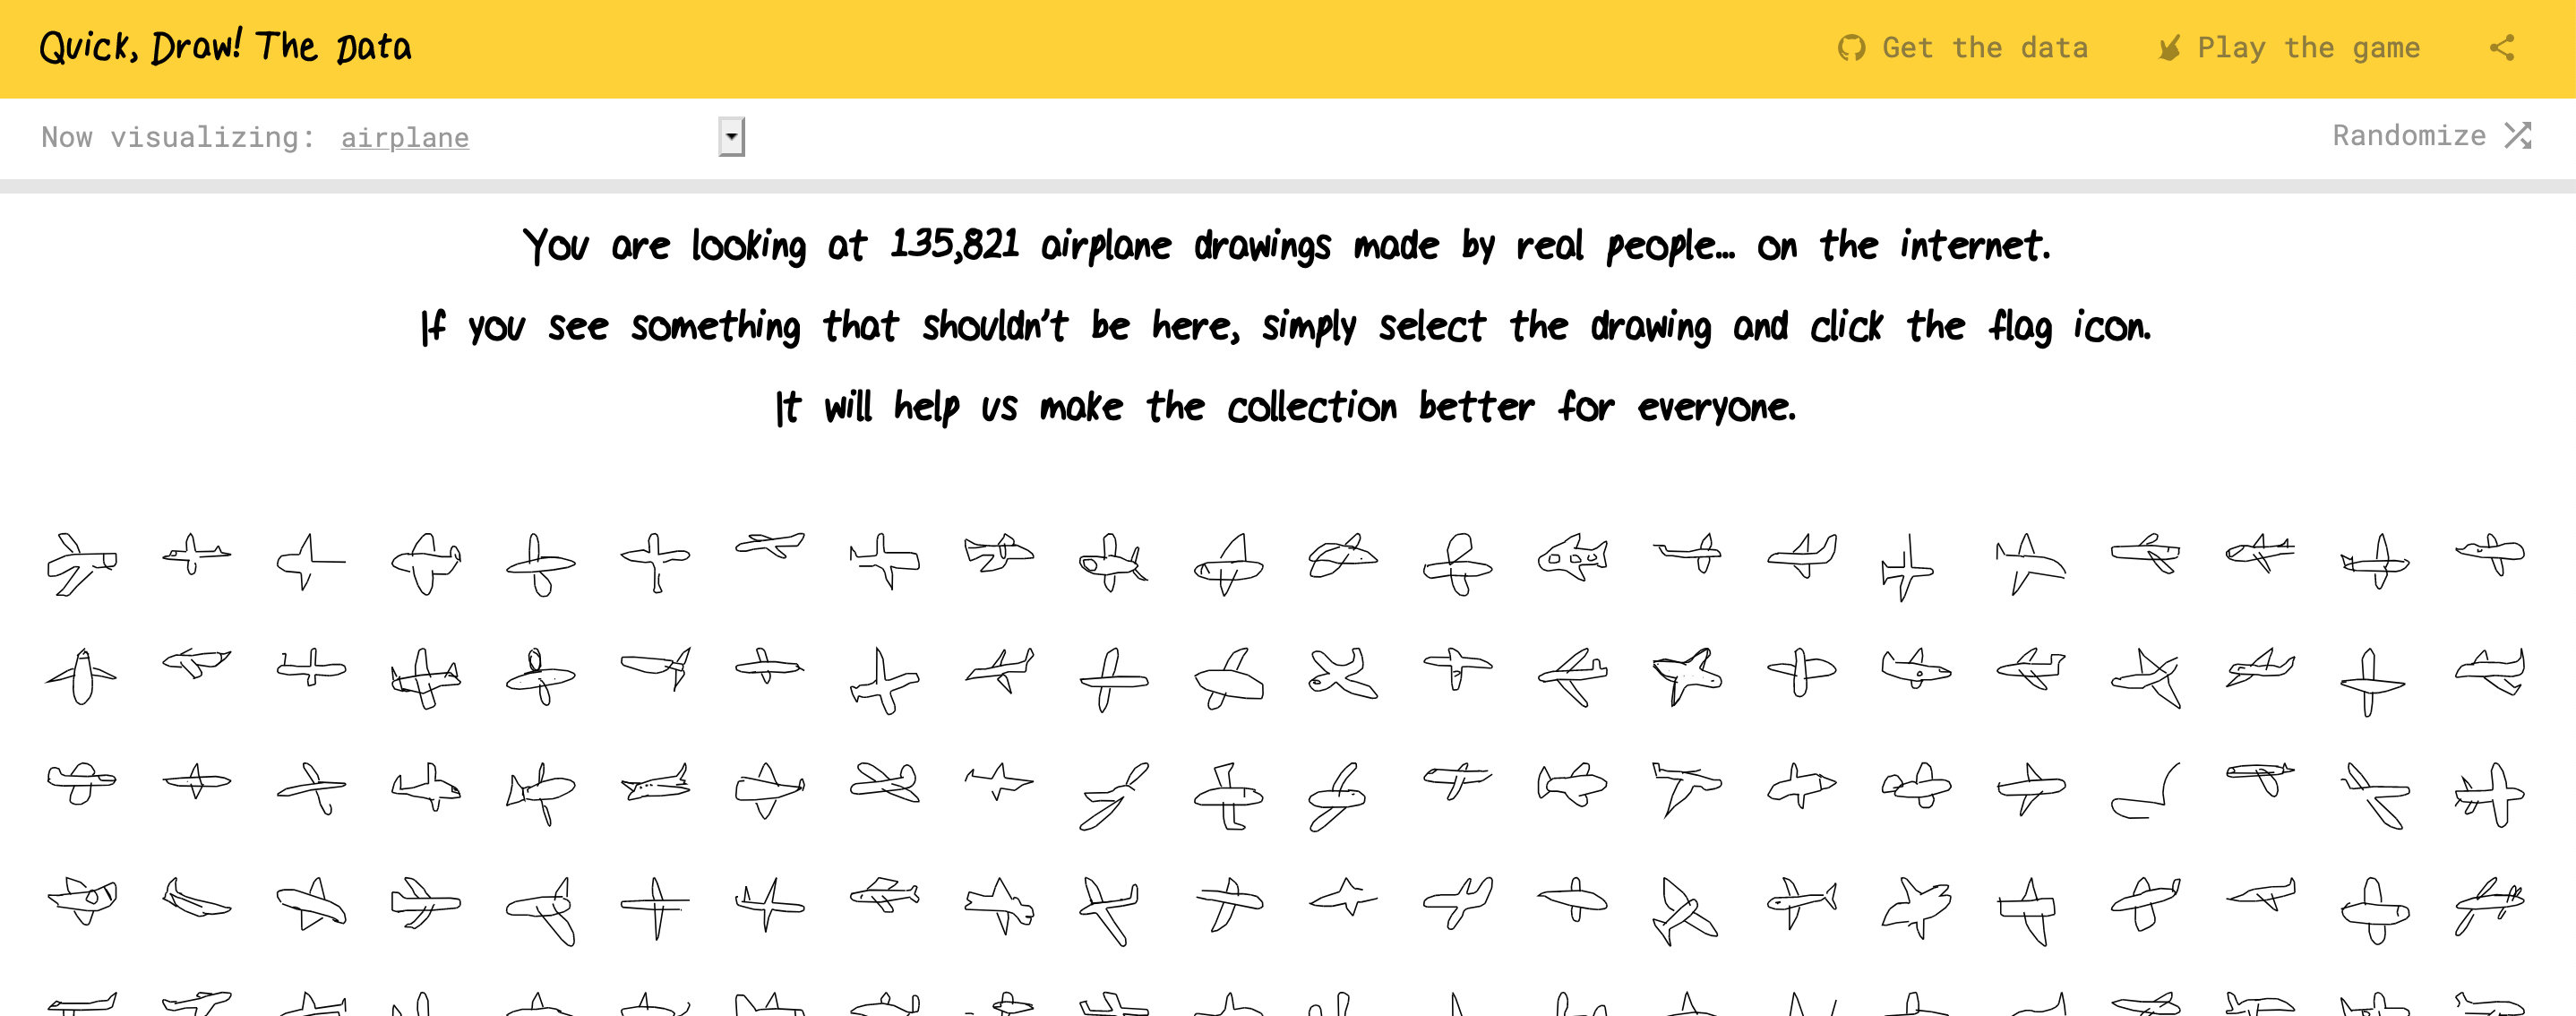 Quick, Draw! The Data
Get the data
Play the game
Now visualizing: airplane
Randomize
You are looking at 135,821 airplane drawings made by real people... on the internet.
If you see something that shouldn't be here, simply select the drawing and click the flag icon.
It will help us make the collection better for everyone.